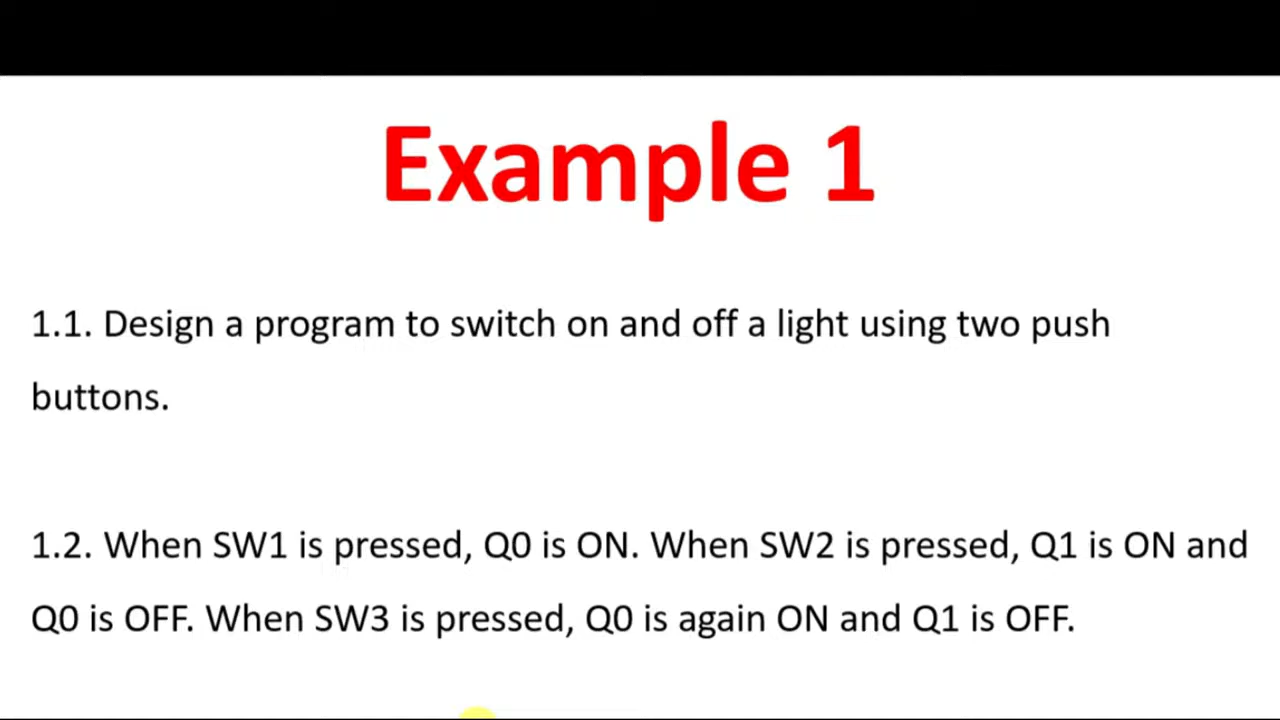 Example 1
1.1. Design a program to switch on and off a light using two push
buttons.
1.2. When SW1 is pressed, Q0 is ON. When SW2 is pressed, Q1 is ON and
Q0 is OFF. When SW3 is pressed, Q0 is again ON and Q1 is OFF.